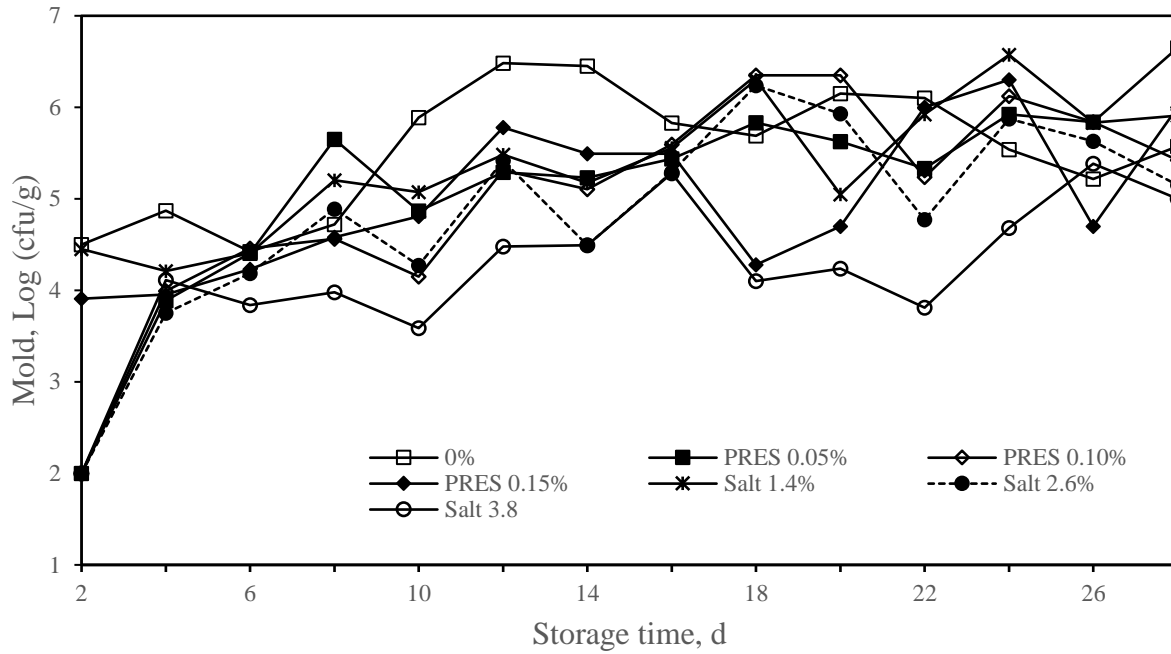 7
6
5
4
3
2
1
Mold, Log (cfu/g)
0% PRES 0.05% PRES 0.10%
PRES 0.15% Salt 1.4% Salt 2.6%
Salt 3.8
2 6 10 14 18 22 26
Storage time, d